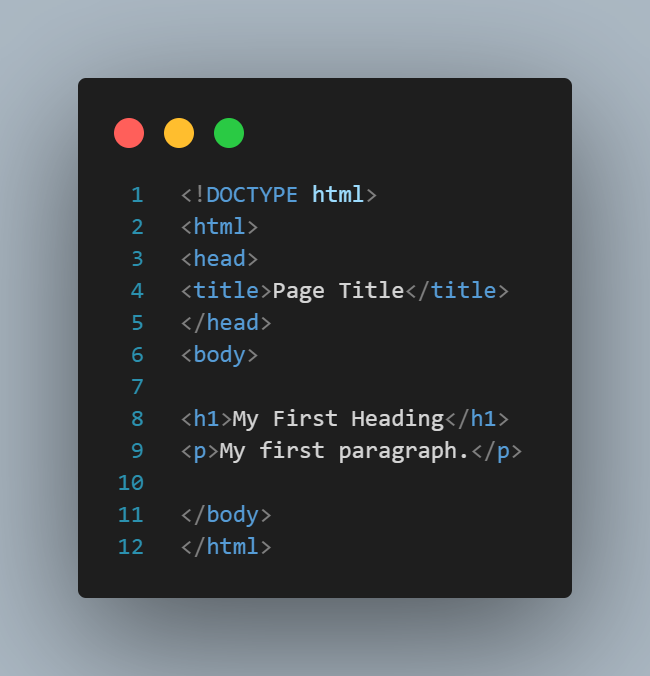 1 <!DOCTYPE html>
2 <html>
3 <head>
4 <title>Page Title</title>
5 </head>
6 <body>
7
8 <h1>My First Heading</h1>
9 <p>My first paragraph.</p>
10
11 </body>
12 </html>